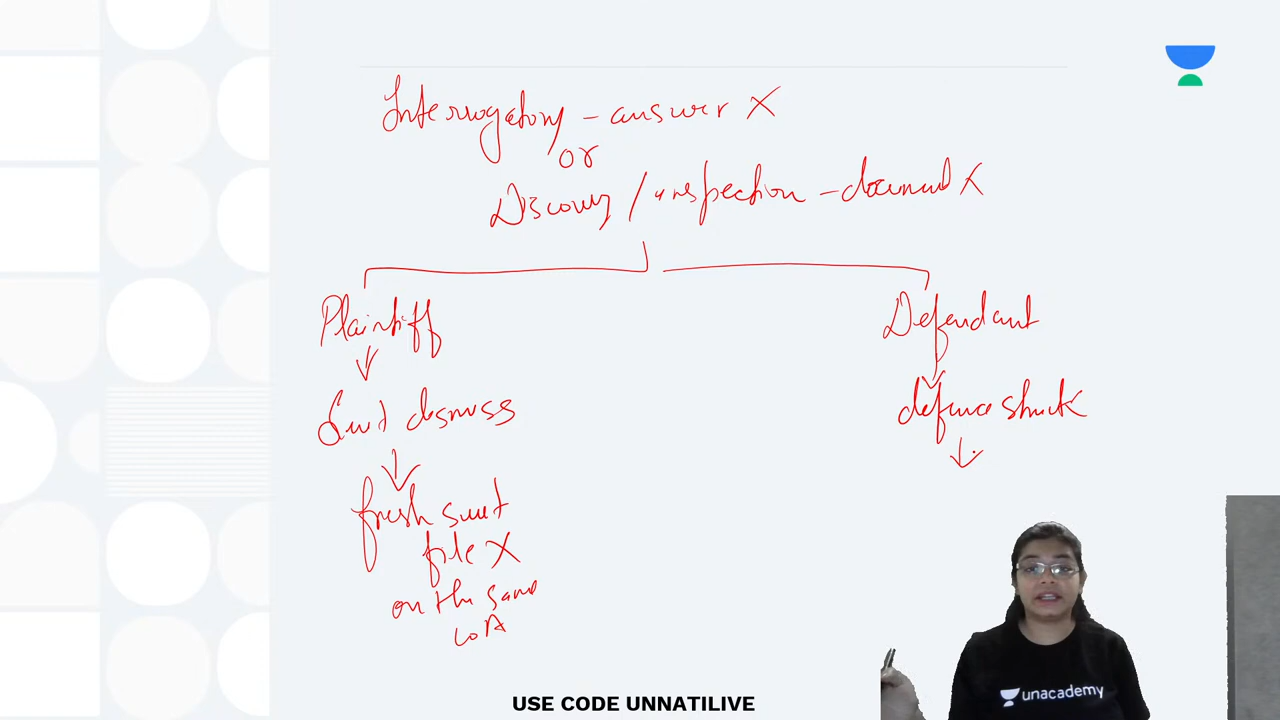 Interrogatory - answer X
or
Discovery / inspection - document X
Plaintiff
Defendant
Suit dismiss
defence struck
fresh suit
file X
on the same
COA
unacademy
USE CODE UNNATILIVE